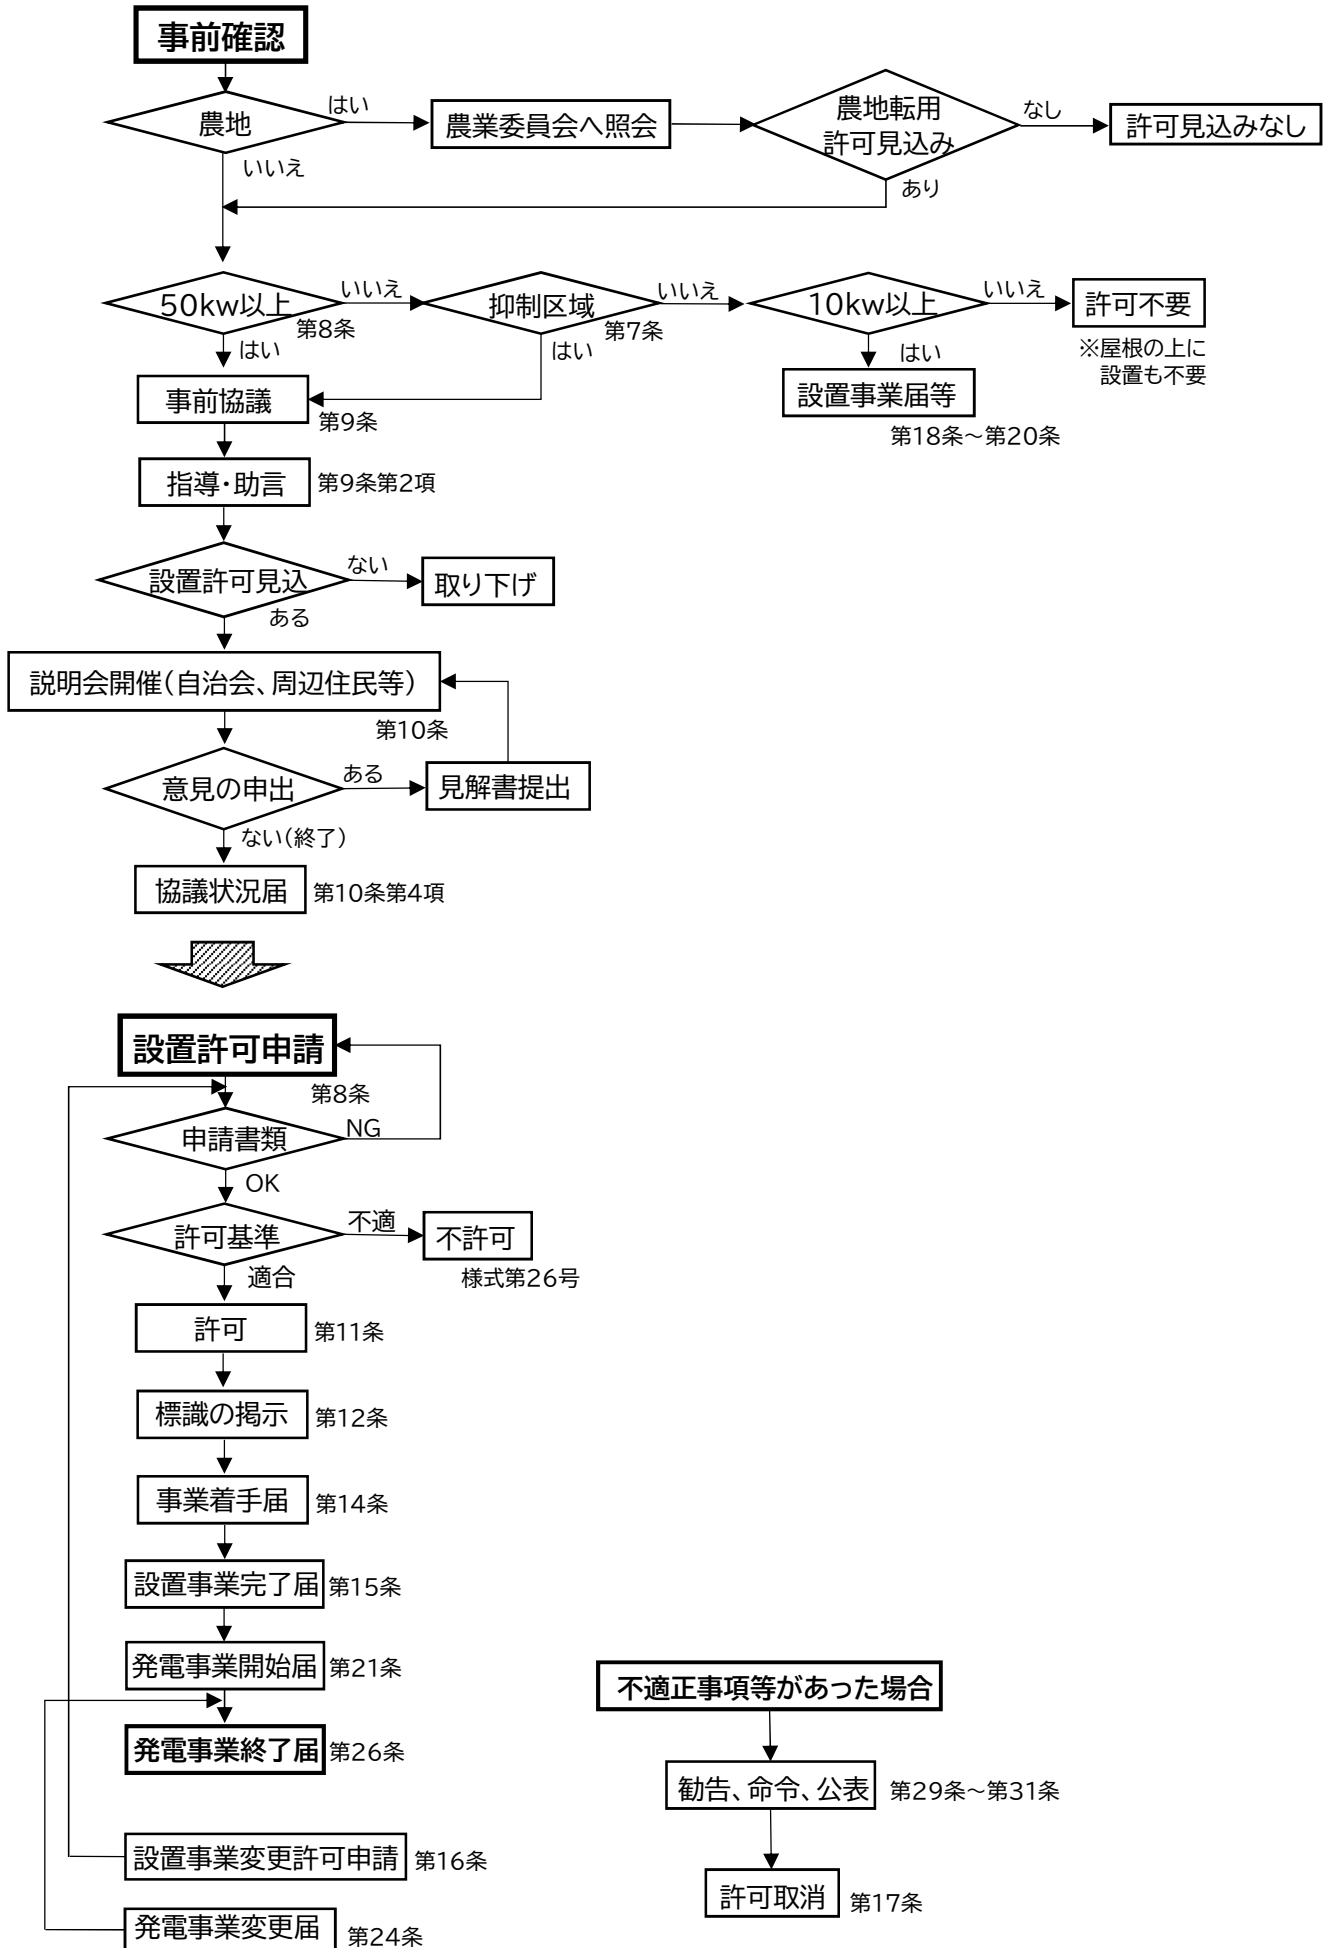 事前確認
農地
はい
農業委員会へ照会
農地転用
許可見込み
なし
許可見込みなし
いいえ
あり
50kw以上
第8条
いいえ
抑制区域
第7条
いいえ
10kw以上
いいえ
許可不要
※屋根の上に
設置も不要
はい
はい
はい
事前協議
第9条
設置事業届等
第18条～第20条
指導・助言
第9条第2項
設置許可見込
ない
取り下げ
ある
説明会開催（自治会、周辺住民等）
第10条
意見の申出
ある
見解書提出
ない（終了）
協議状況届
第10条第4項
設置許可申請
第8条
申請書類
NG
OK
許可基準
不適
不許可
様式第26号
適合
許可
第11条
標識の掲示
第12条
事業着手届
第14条
設置事業完了届
第15条
発電事業開始届
第21条
発電事業終了届
第26条
設置事業変更許可申請
第16条
発電事業変更届
第24条
不適正事項等があった場合
勧告、命令、公表
第29条～第31条
許可取消
第17条